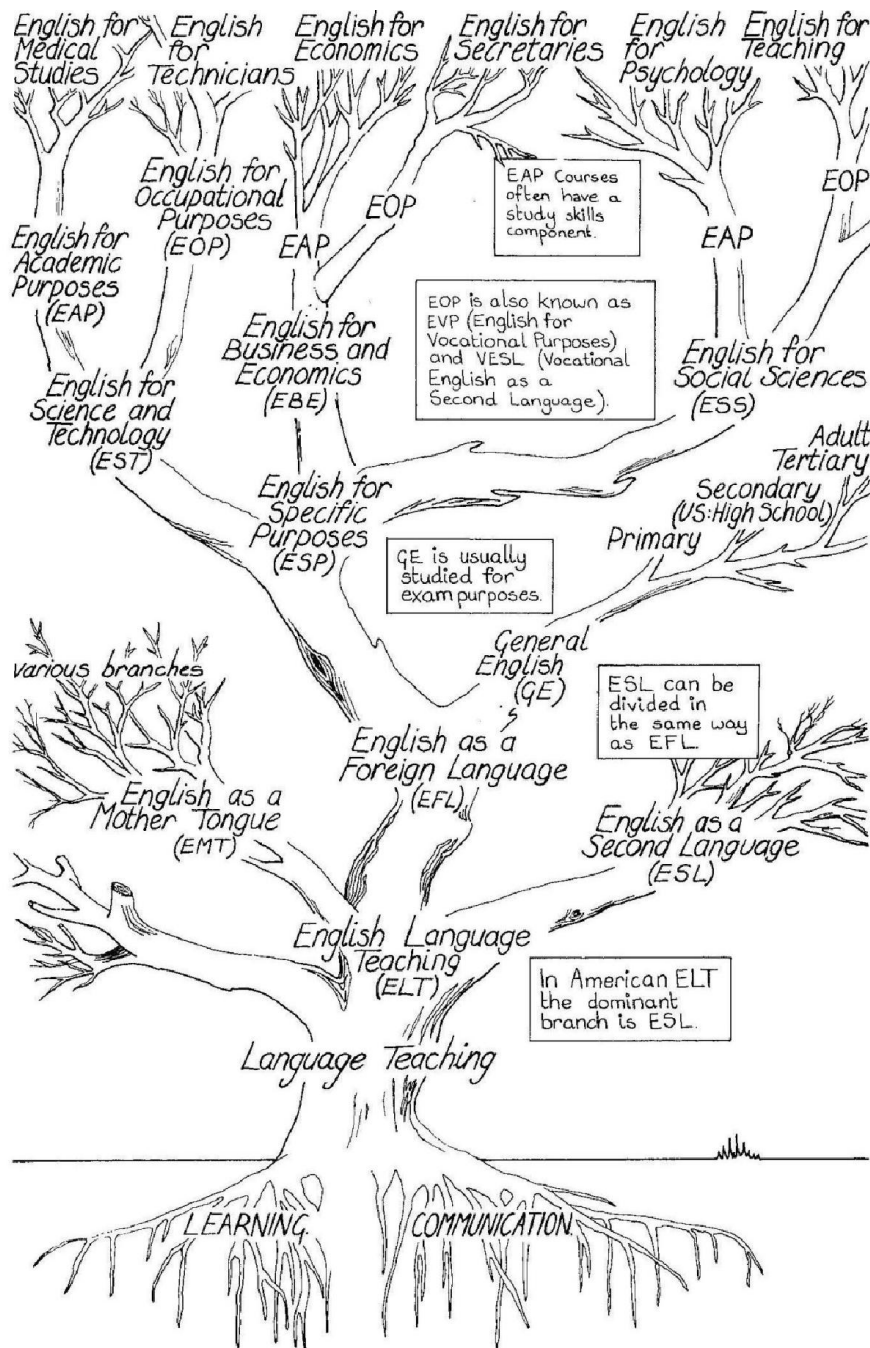 English for
Medical
Studies
English
for
Technicians
English for
Economics
English for
Secretaries
English
for
Psychology
English for
Teaching
English for
Occupational
Purposes
(EOP)
EOP
EAP Courses
often have a
study skills
component.
EOP
English for
Academic
Purposes
(EAP)
EAP
EAP
EOP is also known as
EVP (English for
Vocational Purposes)
and VESL (Vocational
English as a
Second Language).
English for
Business and
Economics
(EBE)
English for
Social Sciences
(ESS)
English for
Science and
Technology
(EST)
Adult
Tertiary
Secondary
(US:High School)
Primary
English for
Specific
Purposes
(ESP)
GE is usually
studied for
exam purposes.
General
English
(GE)
various branches
ESL can be
divided in
the same way
as EFL.
English as a
Foreign Language
(EFL)
English as a
Mother Tongue
(EMT)
English as a
Second Language
(ESL)
English Language
Teaching
(ELT)
In American ELT
the dominant
branch is ESL.
Language Teaching
LEARNING
COMMUNICATION